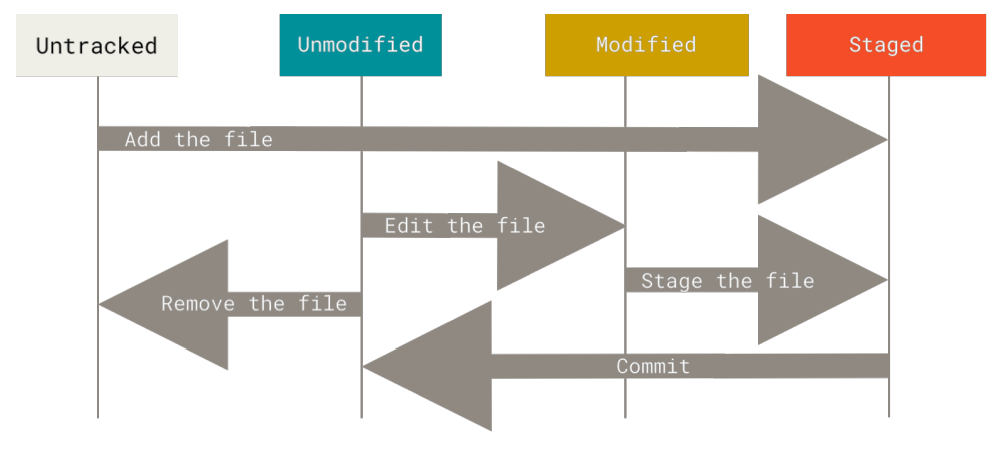 Untracked
Unmodified
Modified
Staged
Add the file
Edit the file
Stage the file
Remove the file
Commit